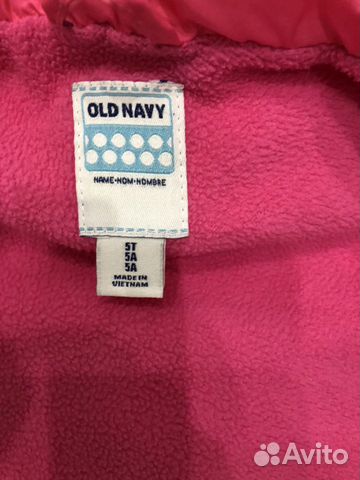 OLD NAVY
NAME•NOM•NOMBRE
5T
5A
5A
MADE IN
VIETNAM
Avito